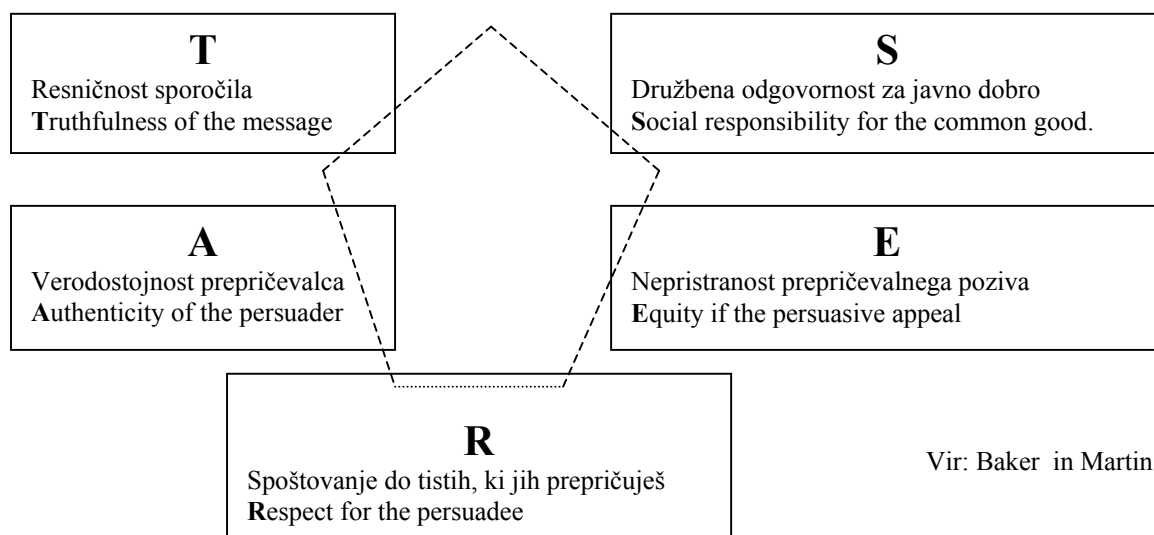 T
Resničnost sporočila
Truthfulness of the message
S
Družbena odgovornost za javno dobro
Social responsibility for the common good.
A
Verodostojnost prepričevalca
Authenticity of the persuader
E
Nepristranost prepričevalnega poziva
Equity if the persuasive appeal
R
Spoštovanje do tistih, ki jih prepričuješ
Respect for the persuadee
Vir: Baker in Martin